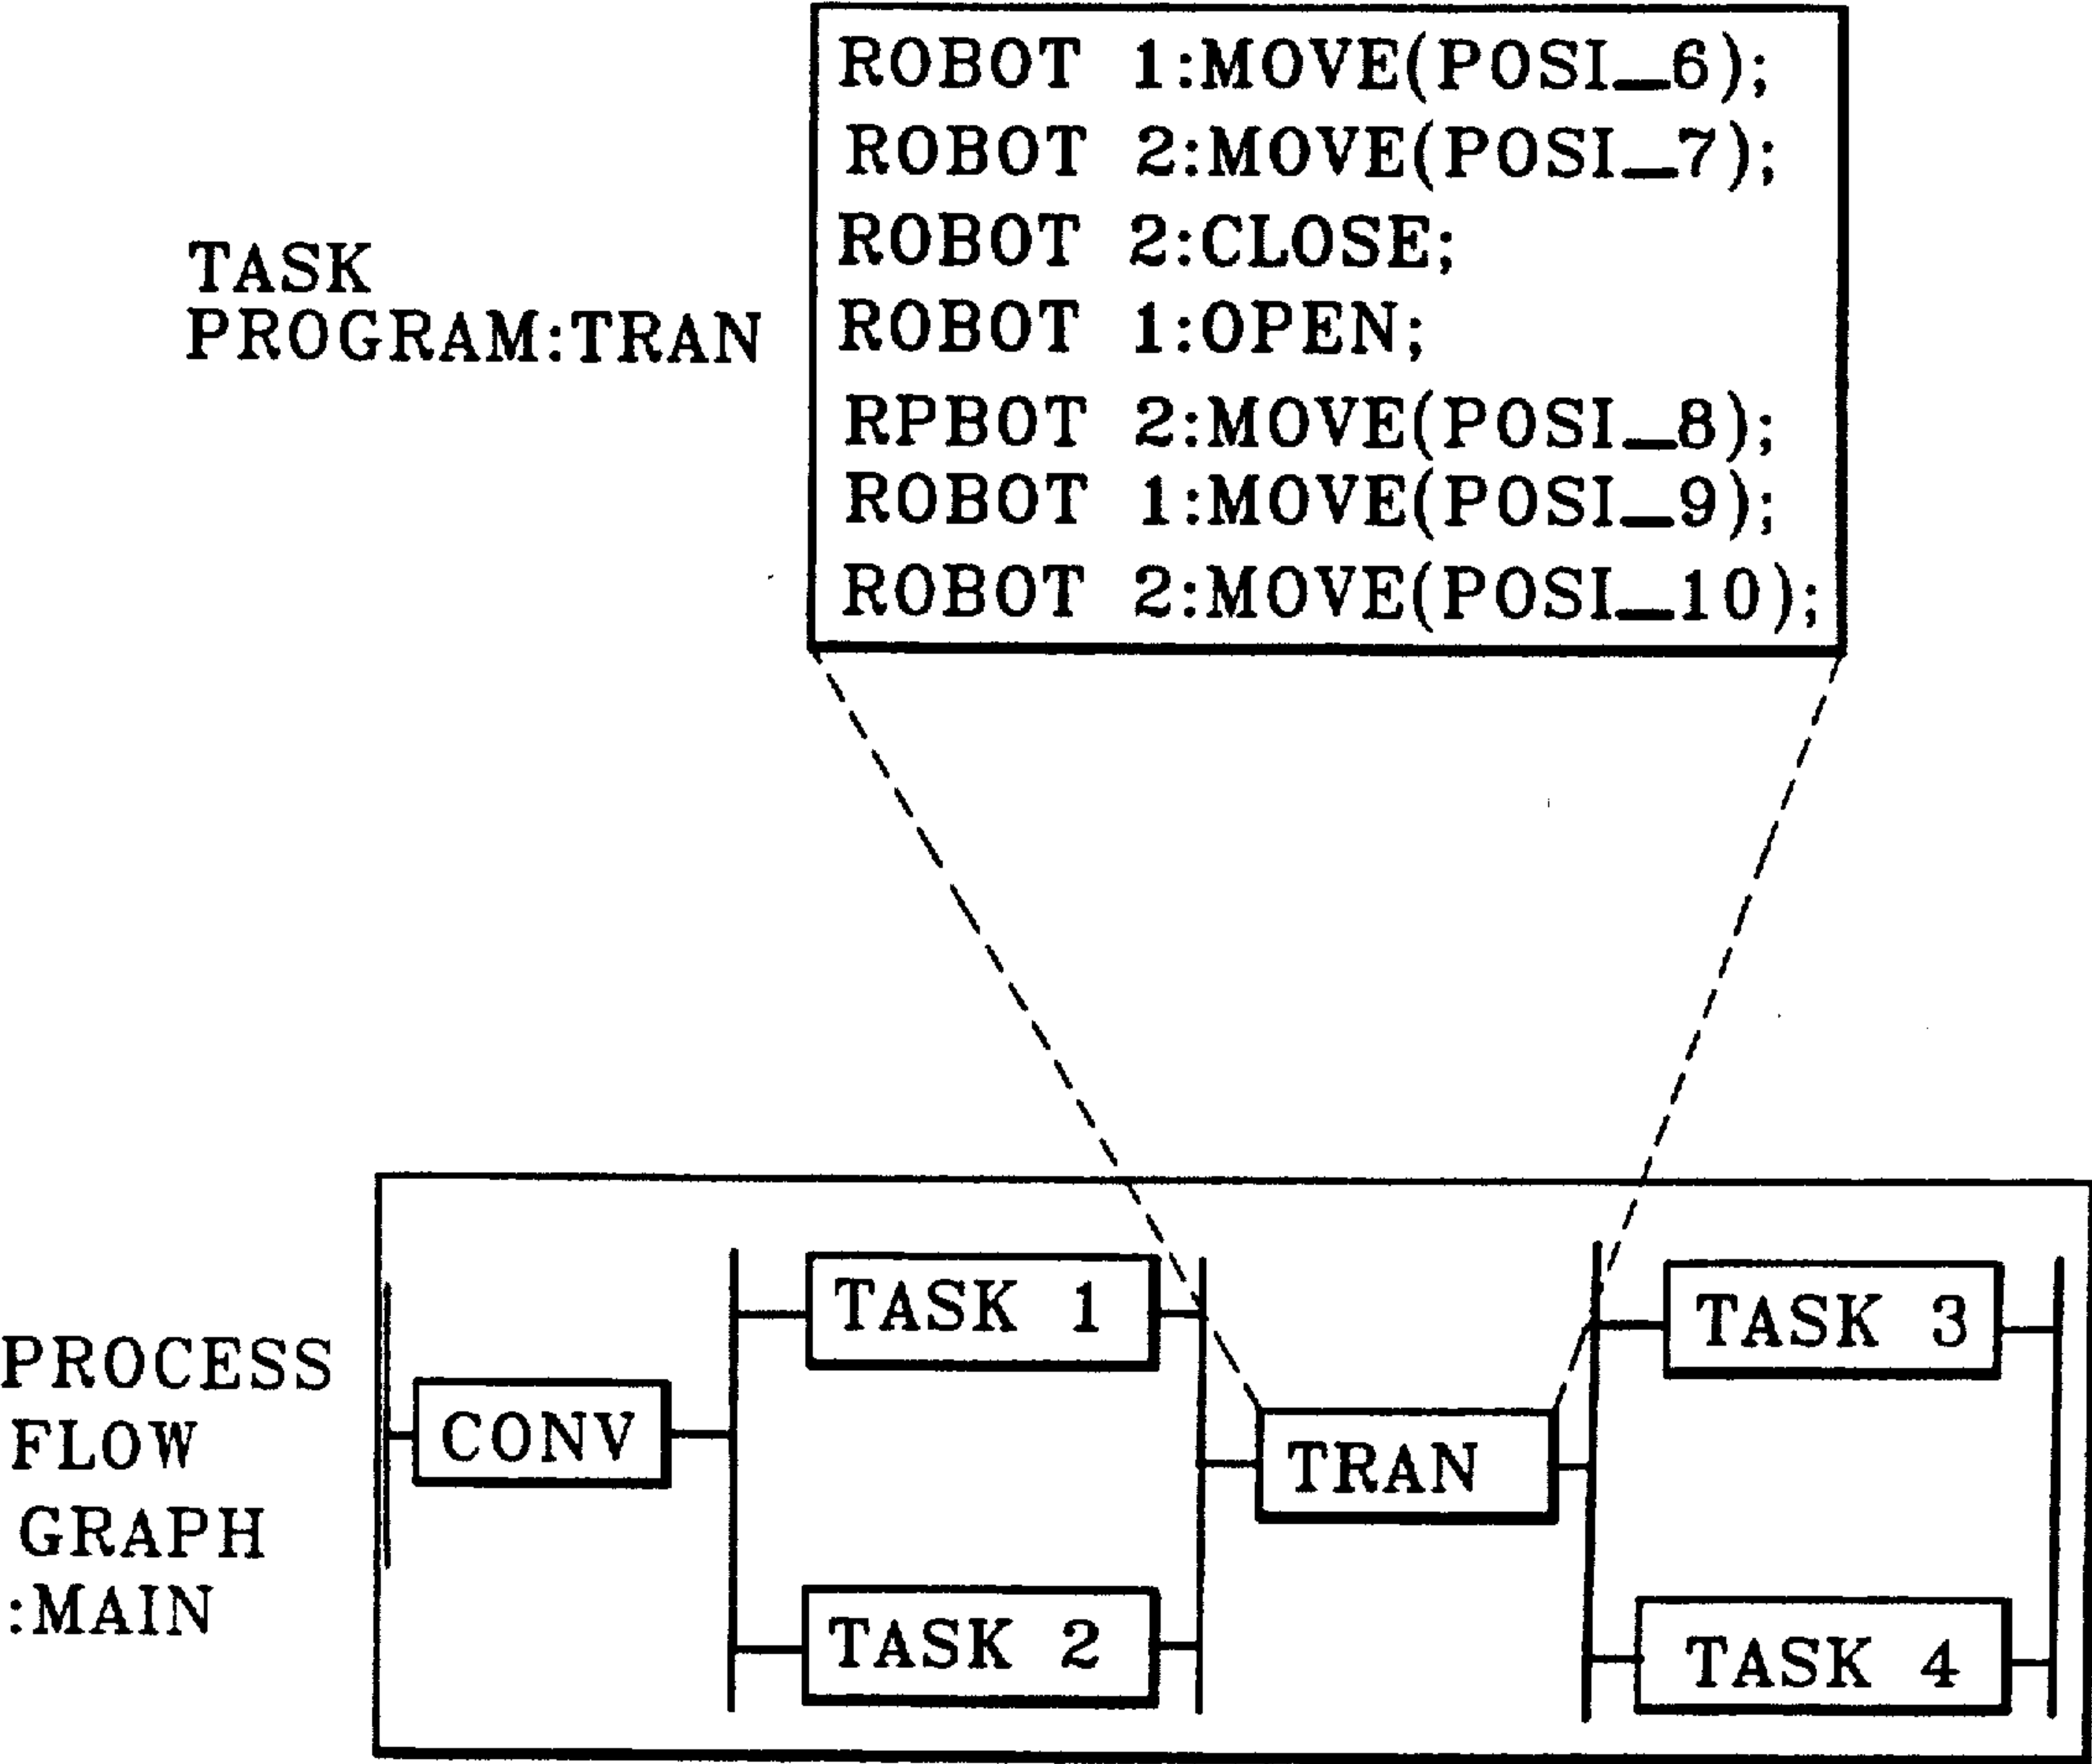 ROBOT 1:MOVE(POSI_6);
ROBOT 2:MOVE(POSI_7);
ROBOT 2:CLOSE;
ROBOT 1:OPEN;
RPBOT 2:MOVE(POSI_8);
ROBOT 1:MOVE(POSI_9);
ROBOT 2:MOVE(POSI_10);
TASK
PROGRAM:TRAN
PROCESS
FLOW
GRAPH
:MAIN
CONV
TASK 1
TASK 2
TRAN
TASK 3
TASK 4